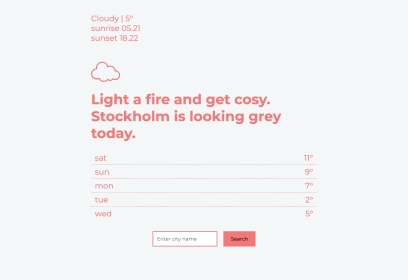 Cloudy | 5°
sunrise 05.21
sunset 18.22
Light a fire and get cosy.
Stockholm is looking grey
today.
sat 11°
sun 9°
mon 7°
tue 2°
wed 5°
Enter city name Search